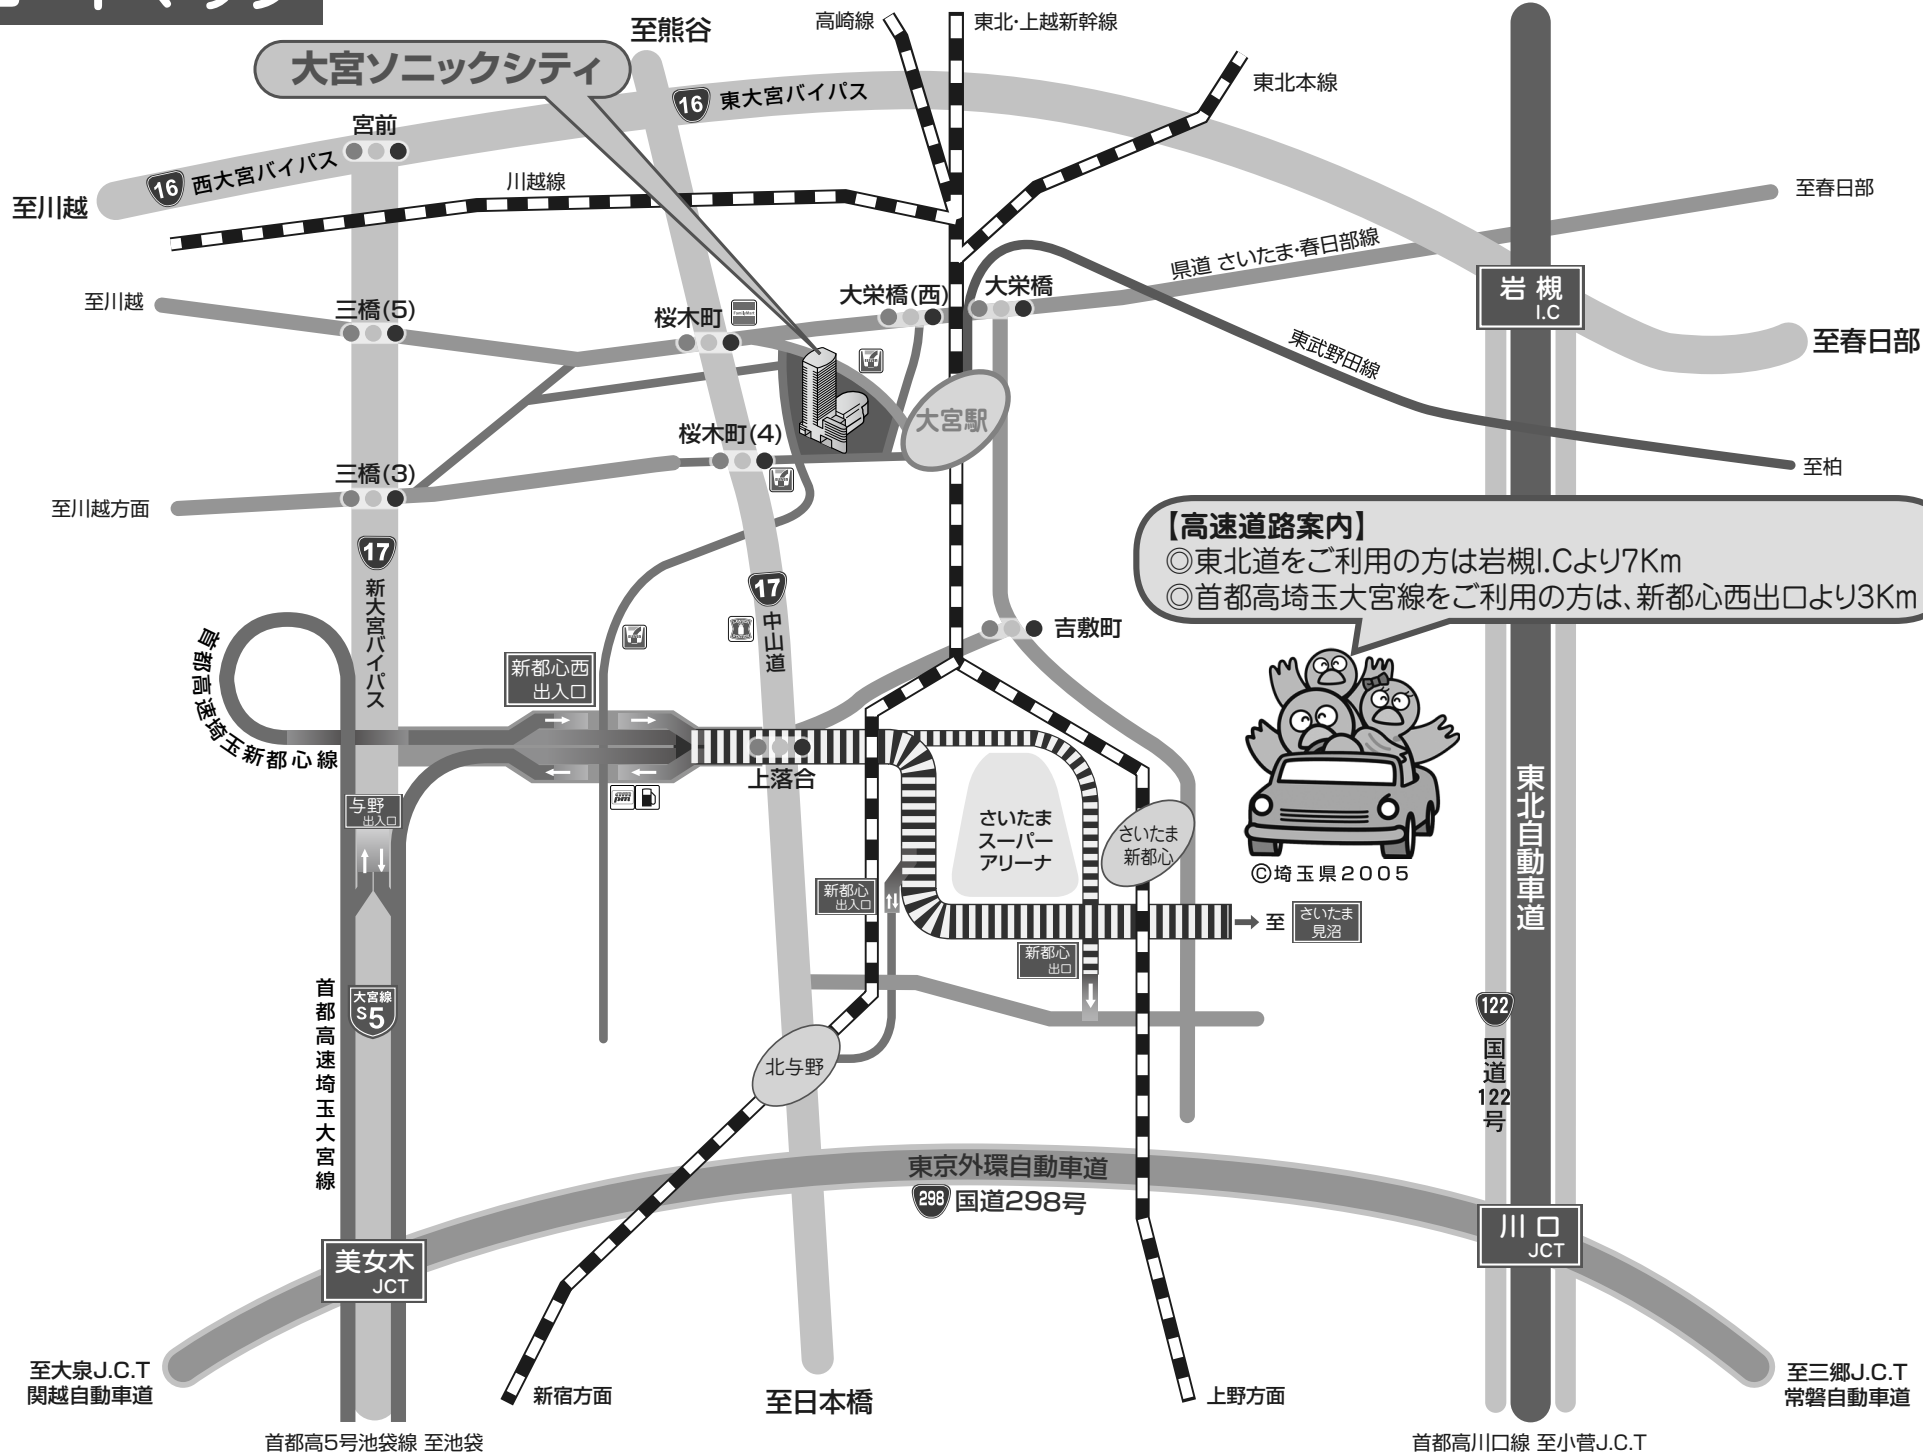 至熊谷
高崎線
東北・上越新幹線
東北本線
大宮ソニックシティ
16 東大宮バイパス
宮前
16 西大宮バイパス
至川越
川越線
至春日部
県道 さいたま・春日部線
至川越
三橋(5)
桜木町
FamilyMart
大栄橋(西)
大栄橋
岩槻
I.C
至春日部
東武野田線
大宮駅
桜木町(4)
三橋(3)
至川越方面
至柏
【高速道路案内】
◎東北道をご利用の方は岩槻I.Cより7Km
◎首都高埼玉大宮線をご利用の方は、新都心西出口より3Km
17
新大宮バイパス
17
中山道
吉敷町
首都高速埼玉新都心線
新都心西
出入口
上落合
pm
与野
出入口
さいたま
スーパー
アリーナ
さいたま
新都心
新都心
出入口
→ 至
さいたま
見沼
新都心
出口
©埼玉県2005
東北自動車道
首都高速埼玉大宮線
大宮線
S5
122
国道122号
北与野
東京外環自動車道
298 国道298号
美女木
JCT
川口
JCT
至大泉J.C.T
関越自動車道
新宿方面
至日本橋
上野方面
至三郷J.C.T
常磐自動車道
首都高5号池袋線 至池袋
首都高川口線 至小菅J.C.T